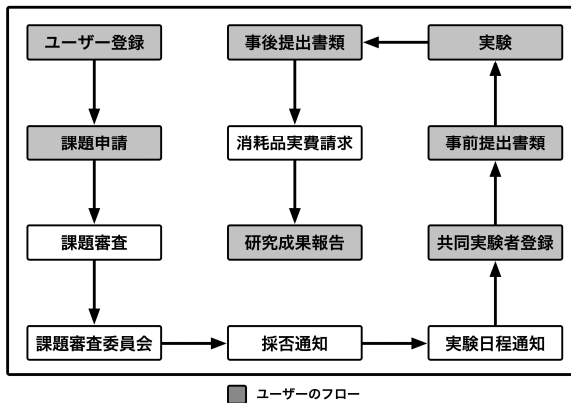 ユーザー登録
課題申請
課題審査
課題審査委員会
採否通知
実験日程通知
共同実験者登録
事前提出書類
実験
事後提出書類
消耗品実費請求
研究成果報告
ユーザーのフロー